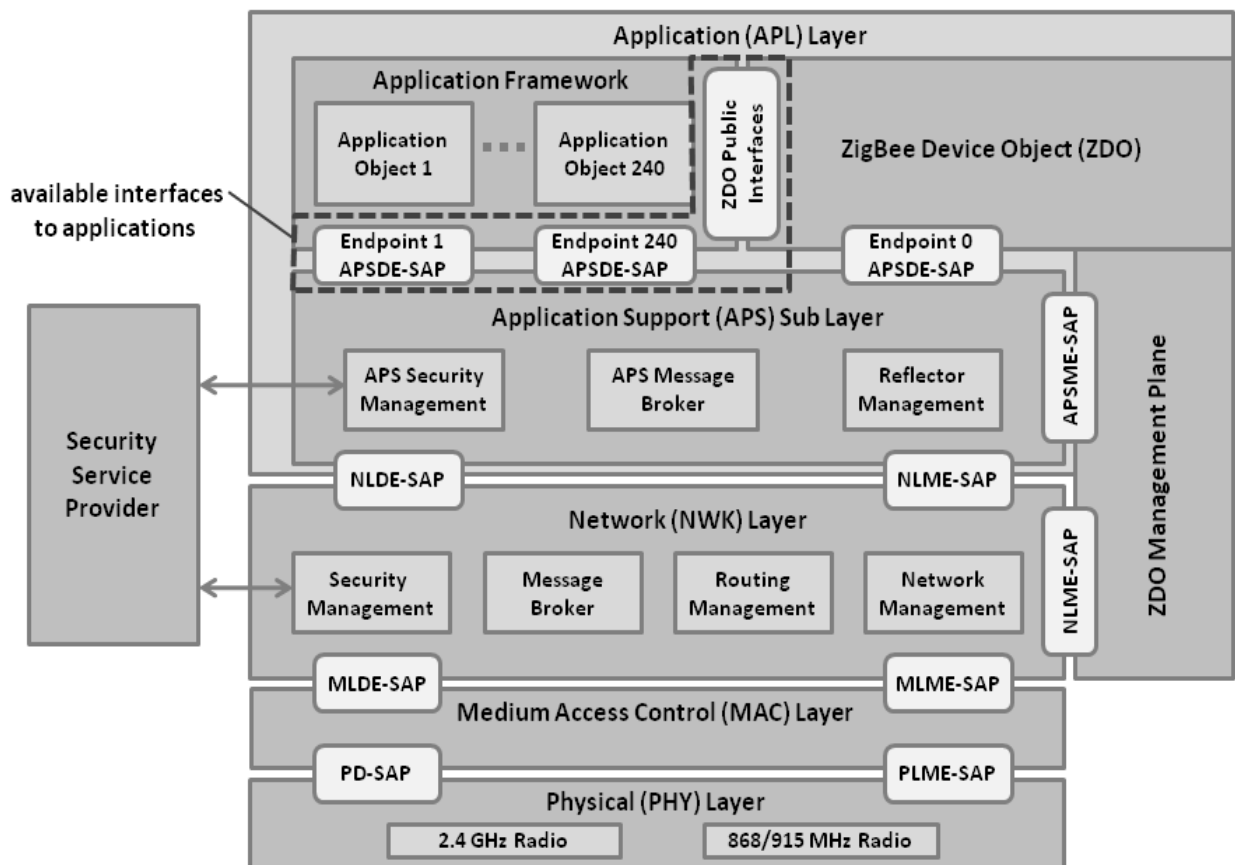 Application (APL) Layer
Application Framework
Application
Object 1
Application
Object 240
ZDO Public
Interfaces
ZigBee Device Object (ZDO)
available interfaces
to applications
Endpoint 1
APSDE-SAP
Endpoint 240
APSDE-SAP
Endpoint 0
APSDE-SAP
Application Support (APS) Sub Layer
APS Security
Management
APS Message
Broker
Reflector
Management
APSME-SAP
ZDO Management Plane
Security
Service
Provider
NLDE-SAP
NLME-SAP
Network (NWK) Layer
Security
Management
Message
Broker
Routing
Management
Network
Management
NLME-SAP
MLDE-SAP
MLME-SAP
Medium Access Control (MAC) Layer
PD-SAP
PLME-SAP
Physical (PHY) Layer
2.4 GHz Radio
868/915 MHz Radio